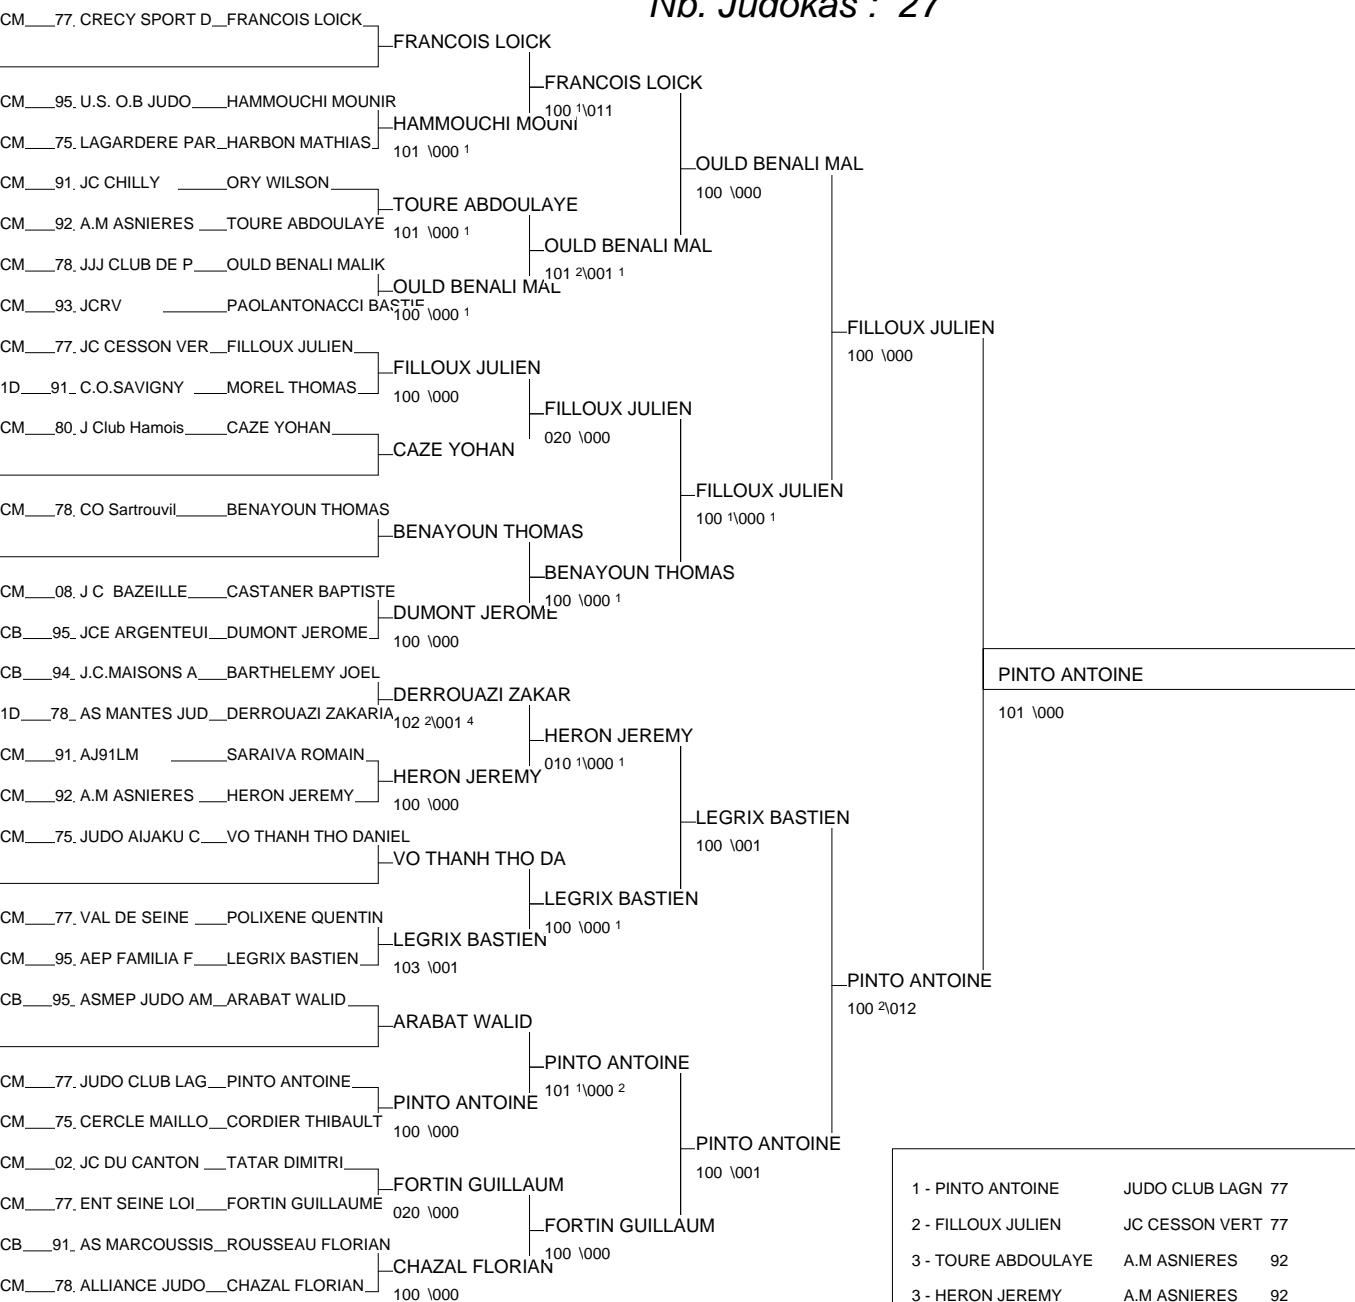 Nb. Judokas : 27
CM 77 CRECY SPORT D FRANCOIS LOICK
FRANCOIS LOICK
FRANCOIS LOICK
100 1\011
CM 95 U.S. O.B JUDO HAMMOUCHI MOUNIR
HAMMOUCHI MOUNI
101 \000 1
CM 75 LAGARDERE PAR HARBON MATHIAS
OULD BENALI MAL
100 \000
CM 91 JC CHILLY ORY WILSON
TOURE ABDOULAYE
101 \000 1
CM 92 A.M ASNIERES TOURE ABDOULAYE
OULD BENALI MAL
101 2\001 1
CM 78 JJJ CLUB DE P OULD BENALI MALIK
OULD BENALI MAL
100 \000 1
CM 93 JCRV PAOLANTONACCI BASTIE
FILLOUX JULIEN
100 \000
CM 77 JC CESSON VER FILLOUX JULIEN
FILLOUX JULIEN
100 \000
1D 91 C.O.SAVIGNY MOREL THOMAS
FILLOUX JULIEN
020 \000
CM 80 J Club Hamois CAZE YOHAN
CAZE YOHAN
FILLOUX JULIEN
100 1\000 1
CM 78 CO Sartrouvil BENAYOUN THOMAS
BENAYOUN THOMAS
BENAYOUN THOMAS
100 \000 1
CM 08 J C BAZEILLE CASTANER BAPTISTE
DUMONT JEROME
100 \000
CB 95 JCE ARGENTEUI DUMONT JEROME
PINTO ANTOINE
101 \000
CB 94 J.C.MAISONS A BARTHELEMY JOEL
DERROUAZI ZAKAR
102 2\001 4
1D 78 AS MANTES JUD DERROUAZI ZAKARIA
HERON JEREMY
010 1\000 1
CM 91 AJ91LM SARAIVA ROMAIN
HERON JEREMY
100 \000
CM 92 A.M ASNIERES HERON JEREMY
LEGRIX BASTIEN
100 \001
CM 75 JUDO AIJAKU C VO THANH THO DANIEL
VO THANH THO DA
LEGRIX BASTIEN
100 \000 1
CM 77 VAL DE SEINE POLIXENE QUENTIN
LEGRIX BASTIEN
103 \001
CM 95 AEP FAMILIA F LEGRIX BASTIEN
PINTO ANTOINE
100 2\012
CB 95 ASMEP JUDO AM ARABAT WALID
ARABAT WALID
PINTO ANTOINE
101 1\000 2
CM 77 JUDO CLUB LAG PINTO ANTOINE
PINTO ANTOINE
100 \000
CM 75 CERCLE MAILLO CORDIER THIBAULT
PINTO ANTOINE
100 \001
CM 02 JC DU CANTON TATAR DIMITRI
FORTIN GUILLAUM
020 \000
CM 77 ENT SEINE LOI FORTIN GUILLAUME
FORTIN GUILLAUM
100 \000
CB 91 AS MARCOUSSIS ROUSSEAU FLORIAN
CHAZAL FLORIAN
100 \000
CM 78 ALLIANCE JUDO CHAZAL FLORIAN
1 - PINTO ANTOINE JUDO CLUB LAGN 77
2 - FILLOUX JULIEN JC CESSON VERT 77
3 - TOURE ABDOULAYE A.M ASNIERES 92
3 - HERON JEREMY A.M ASNIERES 92